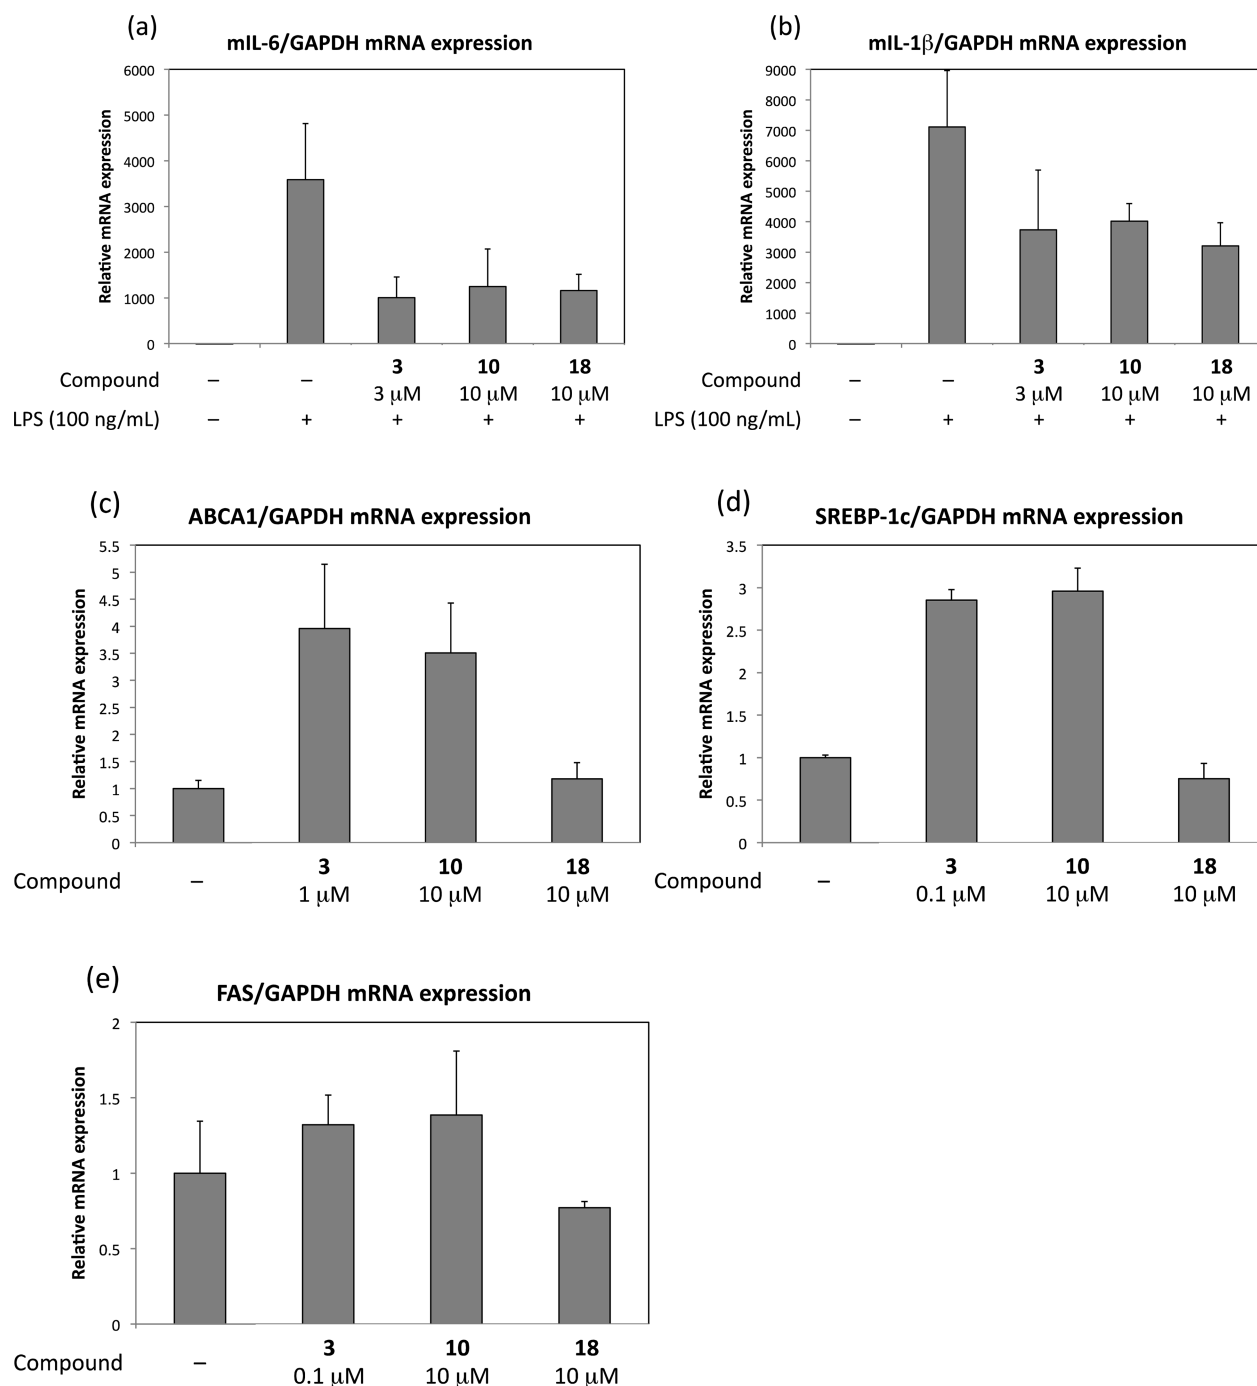 (a)
mIL-6/GAPDH mRNA expression
Relative mRNA expression
6000
5000
4000
3000
2000
1000
0
3 10 18
Compound – – 3 μM 10 μM 10 μM
LPS (100 ng/mL) – + + + +
(b)
mIL-1β/GAPDH mRNA expression
Relative mRNA expression
9000
8000
7000
6000
5000
4000
3000
2000
1000
0
3 10 18
Compound – – 3 μM 10 μM 10 μM
LPS (100 ng/mL) – + + + +
(c)
ABCA1/GAPDH mRNA expression
Relative mRNA expression
5.5
5
4.5
4
3.5
3
2.5
2
1.5
1
0.5
0
3 10 18
Compound – 1 μM 10 μM 10 μM
(d)
SREBP-1c/GAPDH mRNA expression
Relative mRNA expression
3.5
3
2.5
2
1.5
1
0.5
0
3 10 18
Compound – 0.1 μM 10 μM 10 μM
(e)
FAS/GAPDH mRNA expression
Relative mRNA expression
2
1.5
1
0.5
0
3 10 18
Compound – 0.1 μM 10 μM 10 μM